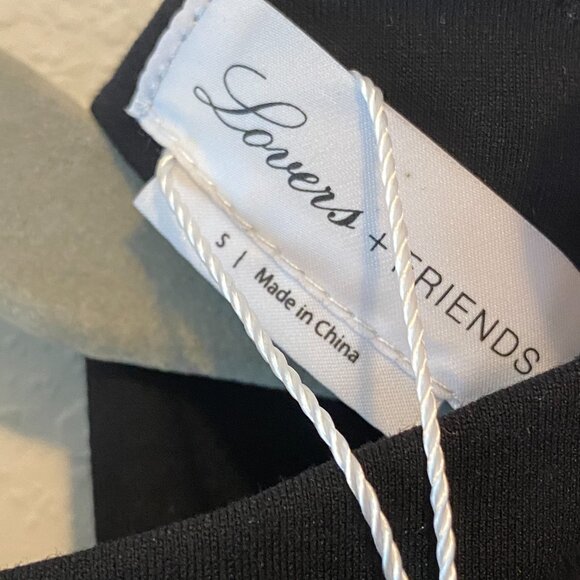 Lovers + FRIENDS
S | Made in China